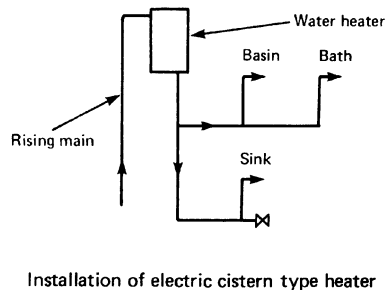 Water heater
Basin
Bath
Rising main
Sink
Installation of electric cistern type heater